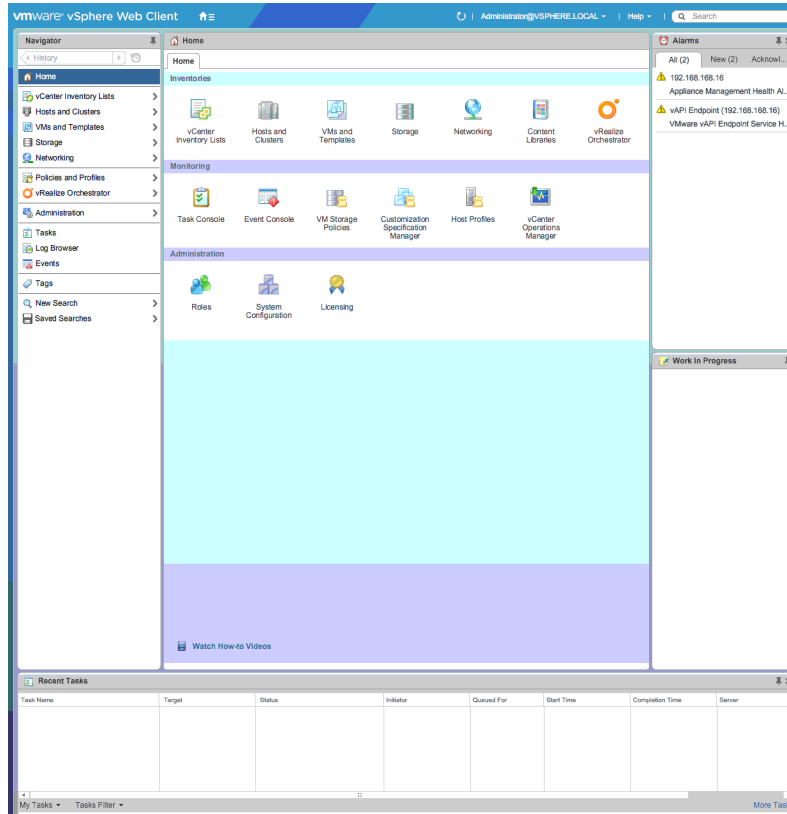 vmware® vSphere Web Client
Administrator@VSPHERE.LOCAL
Help
Search
Navigator
History
Home
vCenter Inventory Lists
Hosts and Clusters
VMs and Templates
Storage
Networking
Policies and Profiles
vRealize Orchestrator
Administration
Tasks
Log Browser
Events
Tags
New Search
Saved Searches
Home
Home
Inventories
vCenter
Inventory Lists
Hosts and
Clusters
VMs and
Templates
Storage
Networking
Content
Libraries
vRealize
Orchestrator
Monitoring
Task Console
Event Console
VM Storage
Policies
Customization
Specification
Manager
Host Profiles
vCenter
Operations
Manager
Administration
Roles
System
Configuration
Licensing
Watch How-to Videos
Alarms
All (2) New (2) Acknowl...
192.168.168.16
Appliance Management Health Al..
vAPI Endpoint (192.168.168.16)
VMware vAPI Endpoint Service H..
Work In Progress
Recent Tasks
Task Name Target Status Initiator Queued For Start Time Completion Time Server
My Tasks Tasks Filter More Tas